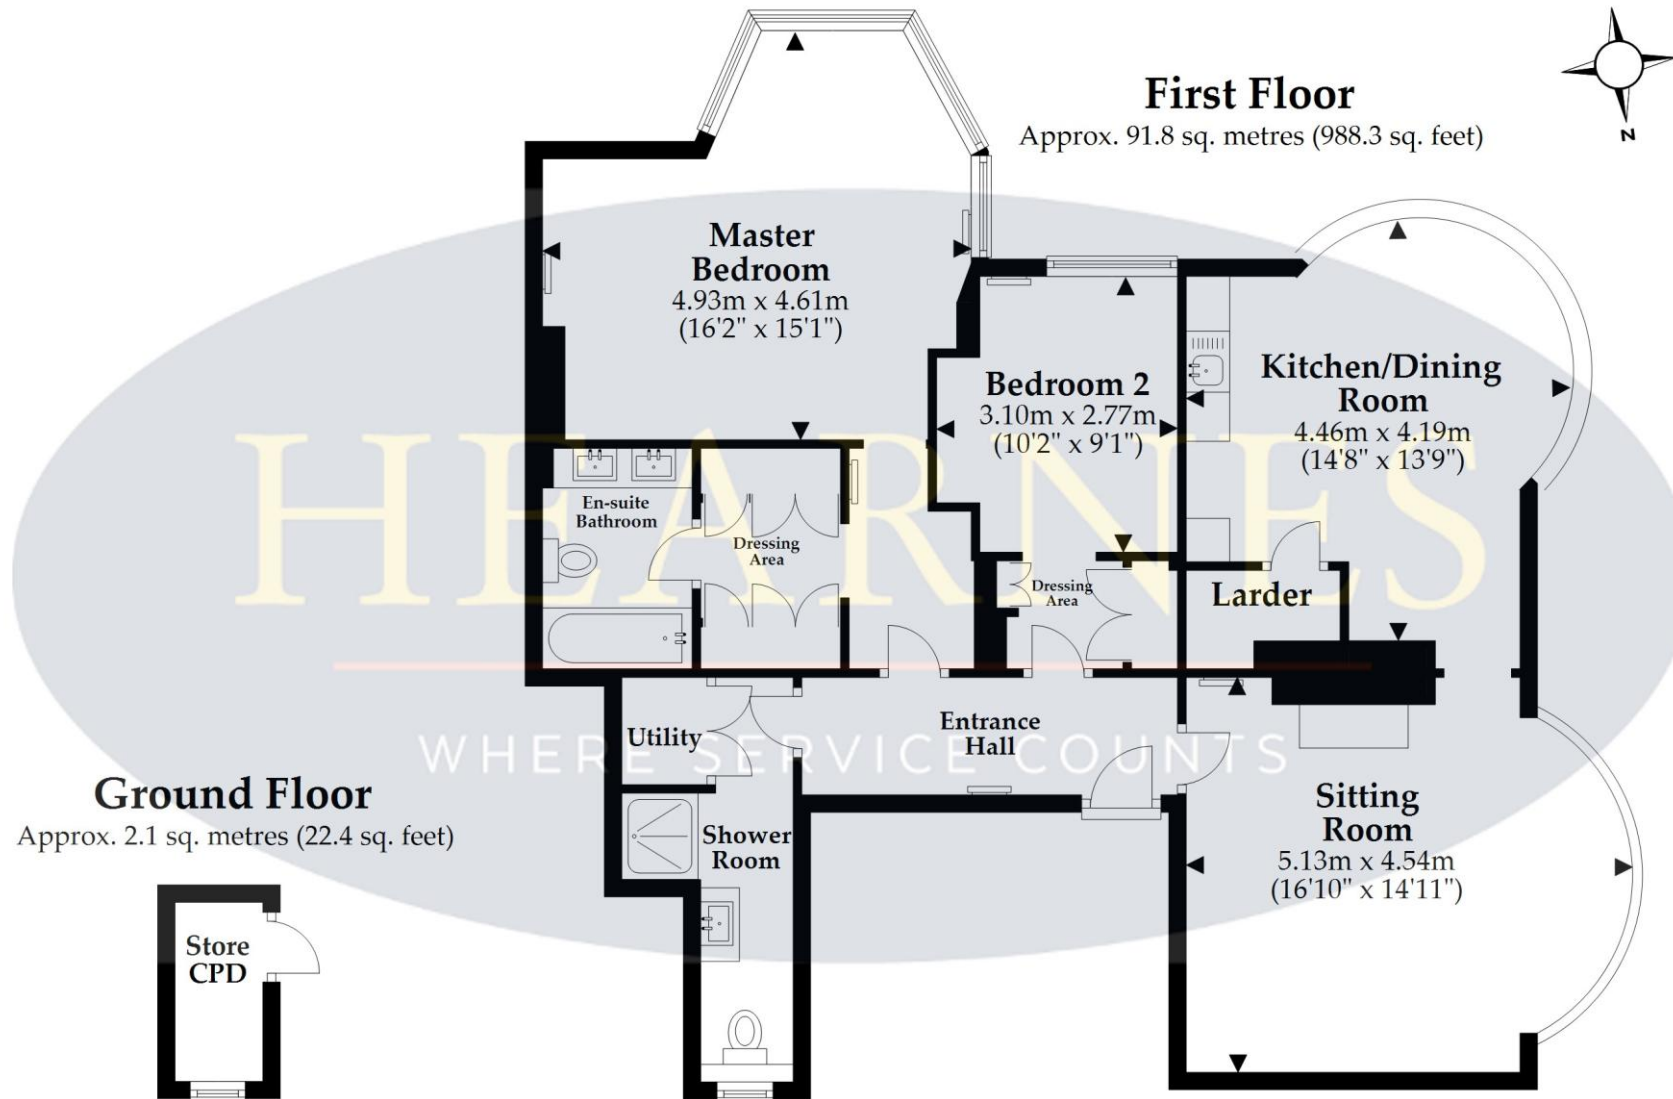 First Floor
Approx. 91.8 sq. metres (988.3 sq. feet)
N
Master
Bedroom
4.93m x 4.61m
(16'2" x 15'1")
Bedroom 2
3.10m x 2.77m
(10'2" x 9'1")
Kitchen/Dining
Room
4.46m x 4.19m
(14'8" x 13'9")
HEARNES
En-suite
Bathroom
Dressing
Area
Dressing
Area
Larder
Utility
Entrance
Hall
WHERE SERVICE COUNTS
Shower
Room
Sitting
Room
5.13m x 4.54m
(16'10" x 14'11")
Ground Floor
Approx. 2.1 sq. metres (22.4 sq. feet)
Store
CPD